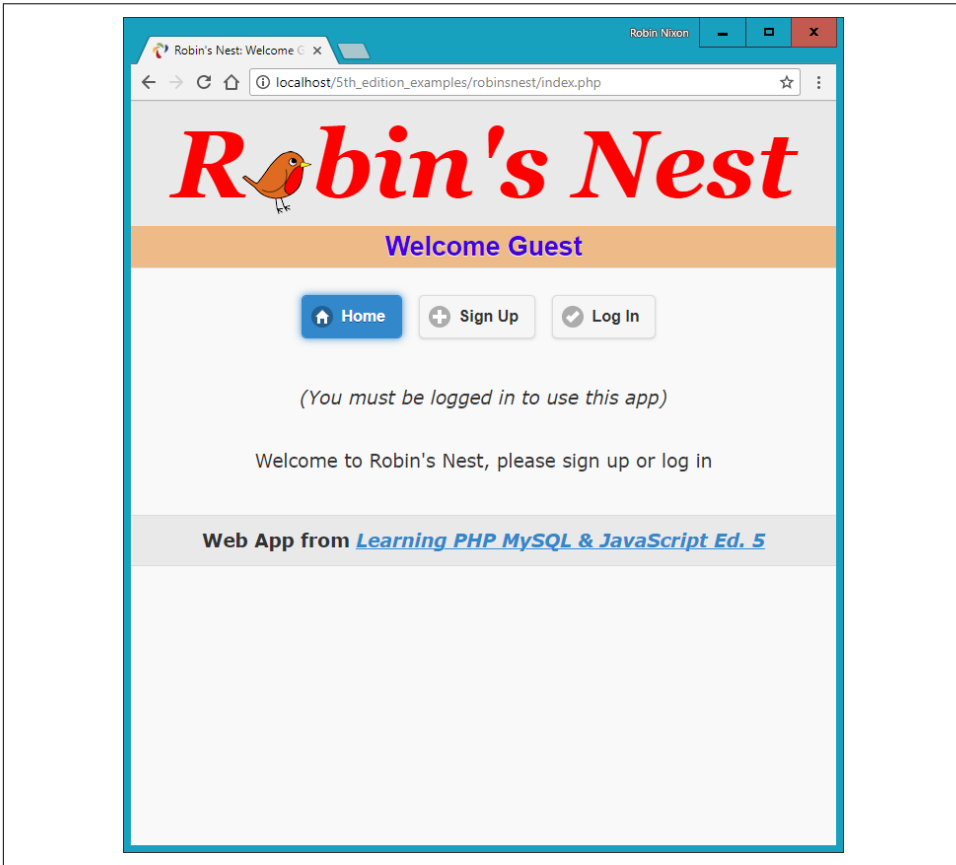 Robin Nixon
Robin's Nest: Welcome G
localhost/5th_edition_examples/robinsnest/index.php
Robin's Nest
Welcome Guest
Home
Sign Up
Log In
(You must be logged in to use this app)
Welcome to Robin's Nest, please sign up or log in
Web App from Learning PHP MySQL & JavaScript Ed. 5